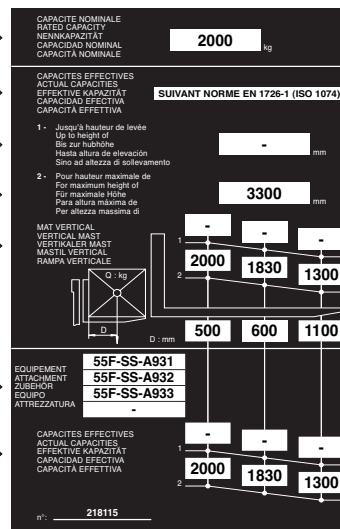 CAPACITE NOMINALE
RATED CAPACITY
NENNKAPAZITÄT
CAPACIDAD NOMINAL
CAPACITÀ NOMINALE
2000 kg
CAPACITES EFFECTIVES
ACTUAL CAPACITIES
EFFEKTIVE KAPAZITÄT
CAPACIDAD EFECTIVA
CAPACITÀ EFFETTIVA
SUIVANT NORME EN 1726-1 (ISO 1074)
1 - Jusqu'à hauteur de levée
Up to height of
Bis zur hubhöhe
Hasta altura de elevación
Sino ad altezza di sollevamento
- mm
2 - Pour hauteur maximale de
For maximum height of
Für maximale Höhe
Para altura máxima de
Per altezza massima di
3300 mm
MAT VERTICAL
VERTICAL MAST
VERTIKALER MAST
MASTIL VERTICAL
RAMPA VERTICALE
1 - - -
2 2000 1830 1300
Q : kg
D
D : mm 500 600 1100
EQUIPEMENT
ATTACHMENT
ZUBEHÖR
EQUIPO
ATTREZZATURA
55F-SS-A931
55F-SS-A932
55F-SS-A933
-
CAPACITES EFFECTIVES
ACTUAL CAPACITIES
EFFEKTIVE KAPAZITÄT
CAPACIDAD EFECTIVA
CAPACITÀ EFFETTIVA
1 - - -
2 2000 1830 1300
n°: 218115